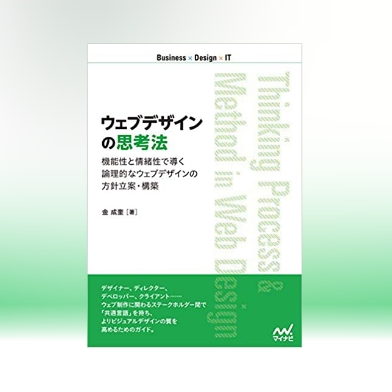 Business × Design × IT
Thinking Process &
Method in Web Design
ウェブデザイン
の思考法
機能性と情緒性で導く
論理的なウェブデザインの
方針立案・構築
金 成奎 [著]
デザイナー、ディレクター、
デベロッパー、クライアント——
ウェブ制作に関わるステークホルダー間で
「共通言語」を持ち、
よりビジュアルデザインの質を
高めるためのガイド。
マイナビ